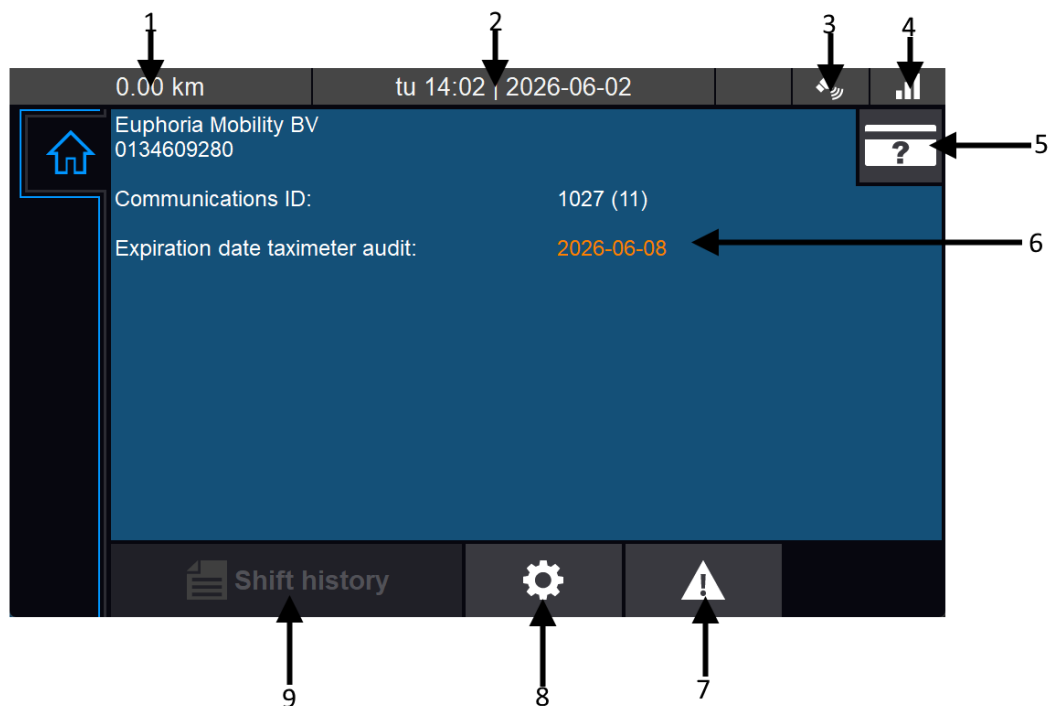 1
2
3
4
0.00 km
tu 14:02 | 2026-06-02
Euphoria Mobility BV
0134609280
?
5
Communications ID:
1027 (11)
Expiration date taximeter audit:
2026-06-08
6
Shift history
!
9
8
7